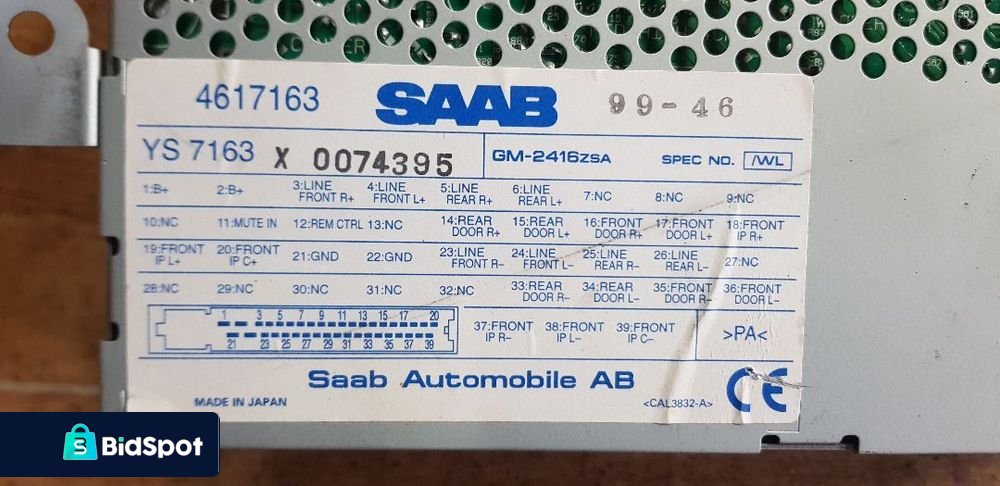 4617163 SAAB 99-46
YS 7163 X 0074395 GM-2416ZSA SPEC NO. /WL
1:B+ 2:B+ 3:LINE FRONT R+ 4:LINE FRONT L+ 5:LINE REAR R+ 6:LINE REAR L+ 7:NC 8:NC 9:NC
10:NC 11:MUTE IN 12:REM CTRL 13:NC 14:REAR DOOR R+ 15:REAR DOOR L+ 16:FRONT DOOR R+ 17:FRONT DOOR L+ 18:FRONT IP R+
19:FRONT IP L+ 20:FRONT IP C+ 21:GND 22:GND 23:LINE FRONT R- 24:LINE FRONT L- 25:LINE REAR R- 26:LINE REAR L- 27:NC
28:NC 29:NC 30:NC 31:NC 32:NC 33:REAR DOOR R- 34:REAR DOOR L- 35:FRONT DOOR R- 36:FRONT DOOR L-
1 3 5 7 9 11 13 15 17 20
21 23 25 27 29 31 33 35 37 39
37:FRONT IP R- 38:FRONT IP L- 39:FRONT IP C- >PA<
Saab Automobile AB CE
MADE IN JAPAN <CAL3832-A>
BidSpot